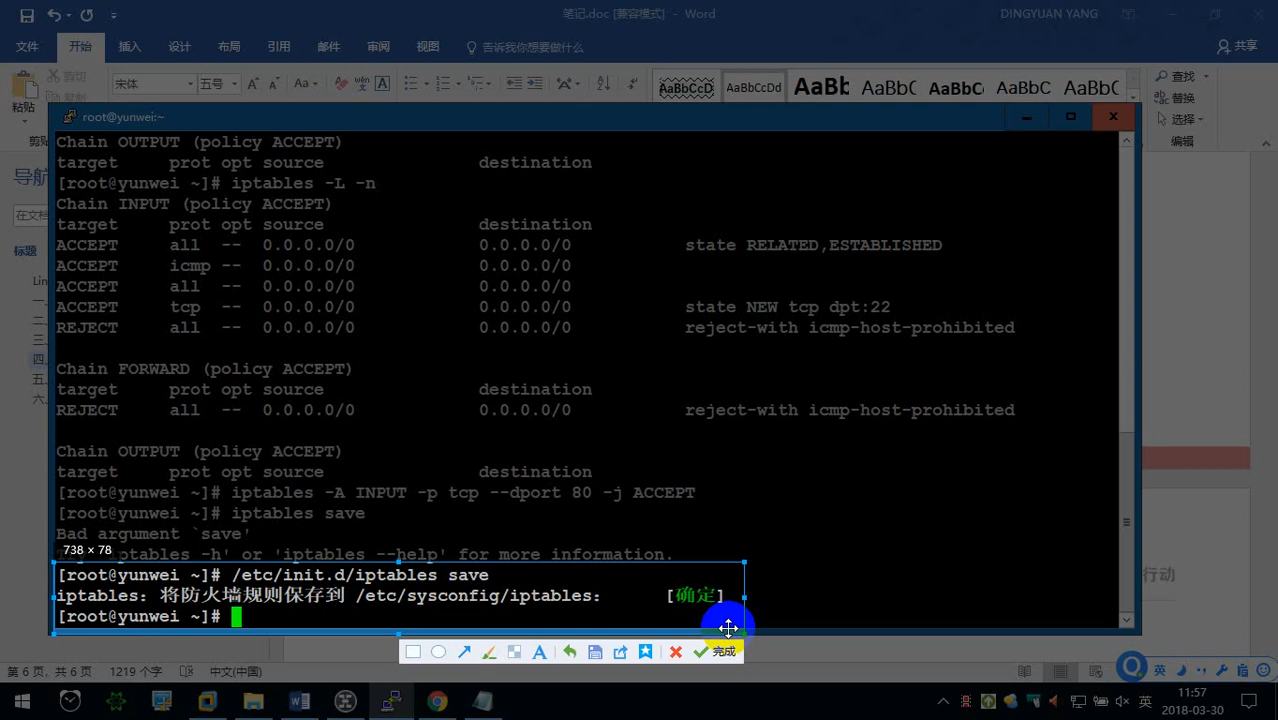 笔记.doc [兼容模式] - Word
DINGYUAN YANG
文件 开始 插入 设计 布局 引用 邮件 审阅 视图 告诉我你想要做什么 共享
粘贴 剪切 宋体 五号 Aa AaBbCcD AaBbCcDd AaBb AaBbC AaBbC AaBbC AaBbC 查找
替换
选择
编辑
root@yunwei:~
Chain OUTPUT (policy ACCEPT)
target prot opt source destination
[root@yunwei ~]# iptables -L -n
Chain INPUT (policy ACCEPT)
target prot opt source destination
ACCEPT all -- 0.0.0.0/0 0.0.0.0/0 state RELATED,ESTABLISHED
ACCEPT icmp -- 0.0.0.0/0 0.0.0.0/0
ACCEPT all -- 0.0.0.0/0 0.0.0.0/0
ACCEPT tcp -- 0.0.0.0/0 0.0.0.0/0 state NEW tcp dpt:22
REJECT all -- 0.0.0.0/0 0.0.0.0/0 reject-with icmp-host-prohibited
Chain FORWARD (policy ACCEPT)
target prot opt source destination
REJECT all -- 0.0.0.0/0 0.0.0.0/0 reject-with icmp-host-prohibited
Chain OUTPUT (policy ACCEPT)
target prot opt source destination
[root@yunwei ~]# iptables -A INPUT -p tcp --dport 80 -j ACCEPT
[root@yunwei ~]# iptables save
Bad argument `save'
738 × 78
iptables -h' or 'iptables --help' for more information.
[root@yunwei ~]# /etc/init.d/iptables save
iptables: 将防火墙规则保存到 /etc/sysconfig/iptables: [确定]
[root@yunwei ~]#
完成
标题
Lin
一
二
三
四
五
六
第 6 页, 共 6 页 1219 个字 中文(中国)
英
英
11:57
2018-03-30